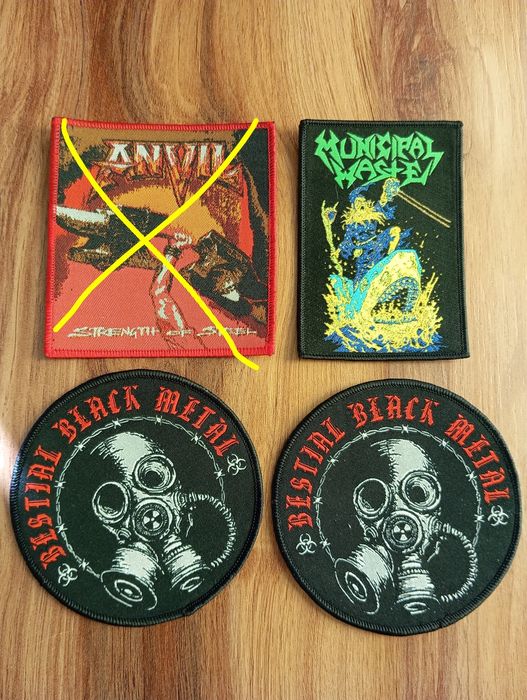 ANVIL
STRENGTH OF STEEL
MUNICIPAL
WASTE
BESTIAL BLACK METAL
BESTIAL BLACK METAL